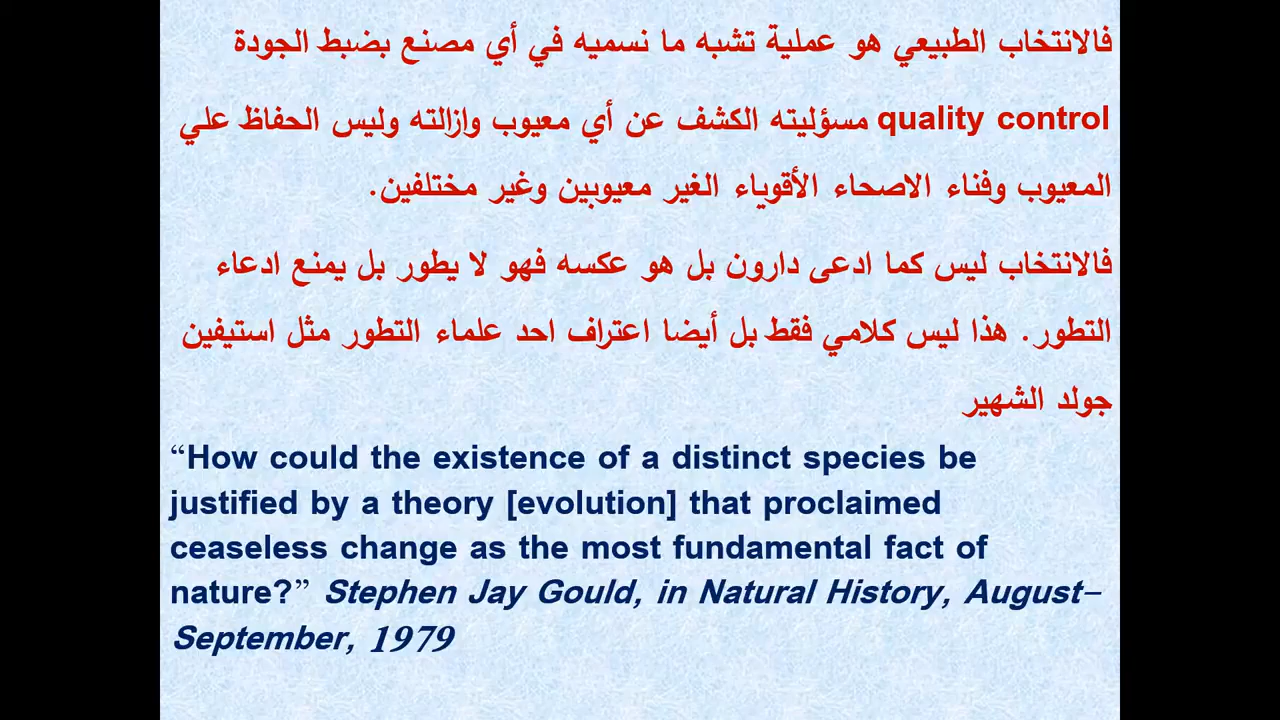 فالانتخاب الطبيعي هو عملية تشبه ما نسميه في أي مصنع بضبط الجودة
quality control مسؤليته الكشف عن أي معيوب وازالته وليس الحفاظ علي
المعيوب وفناء الاصحاء الأقوياء الغير معيوبين وغير مختلفين.
فالانتخاب ليس كما ادعى دارون بل هو عكسه فهو لا يطور بل يمنع ادعاء
التطور. هذا ليس كلامي فقط بل أيضا اعتراف احد علماء التطور مثل استيفين
جولد الشهير
“How could the existence of a distinct species be
justified by a theory [evolution] that proclaimed
ceaseless change as the most fundamental fact of
nature?” Stephen Jay Gould, in Natural History, August–
September, 1979